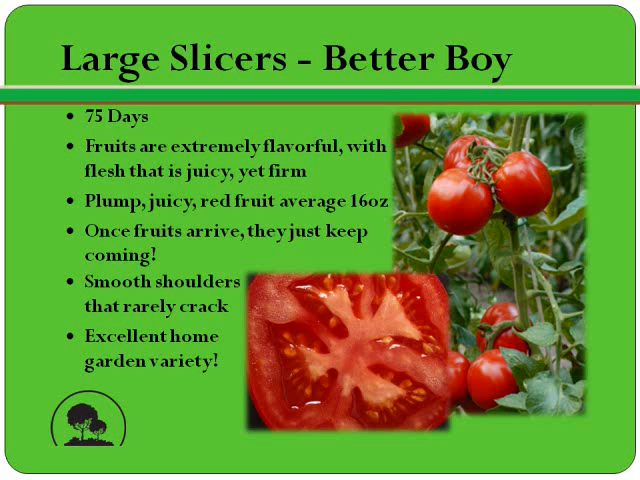 Large Slicers - Better Boy
• 75 Days
• Fruits are extremely flavorful, with
flesh that is juicy, yet firm
• Plump, juicy, red fruit average 16oz
• Once fruits arrive, they just keep
coming!
• Smooth shoulders
that rarely crack
• Excellent home
garden variety!